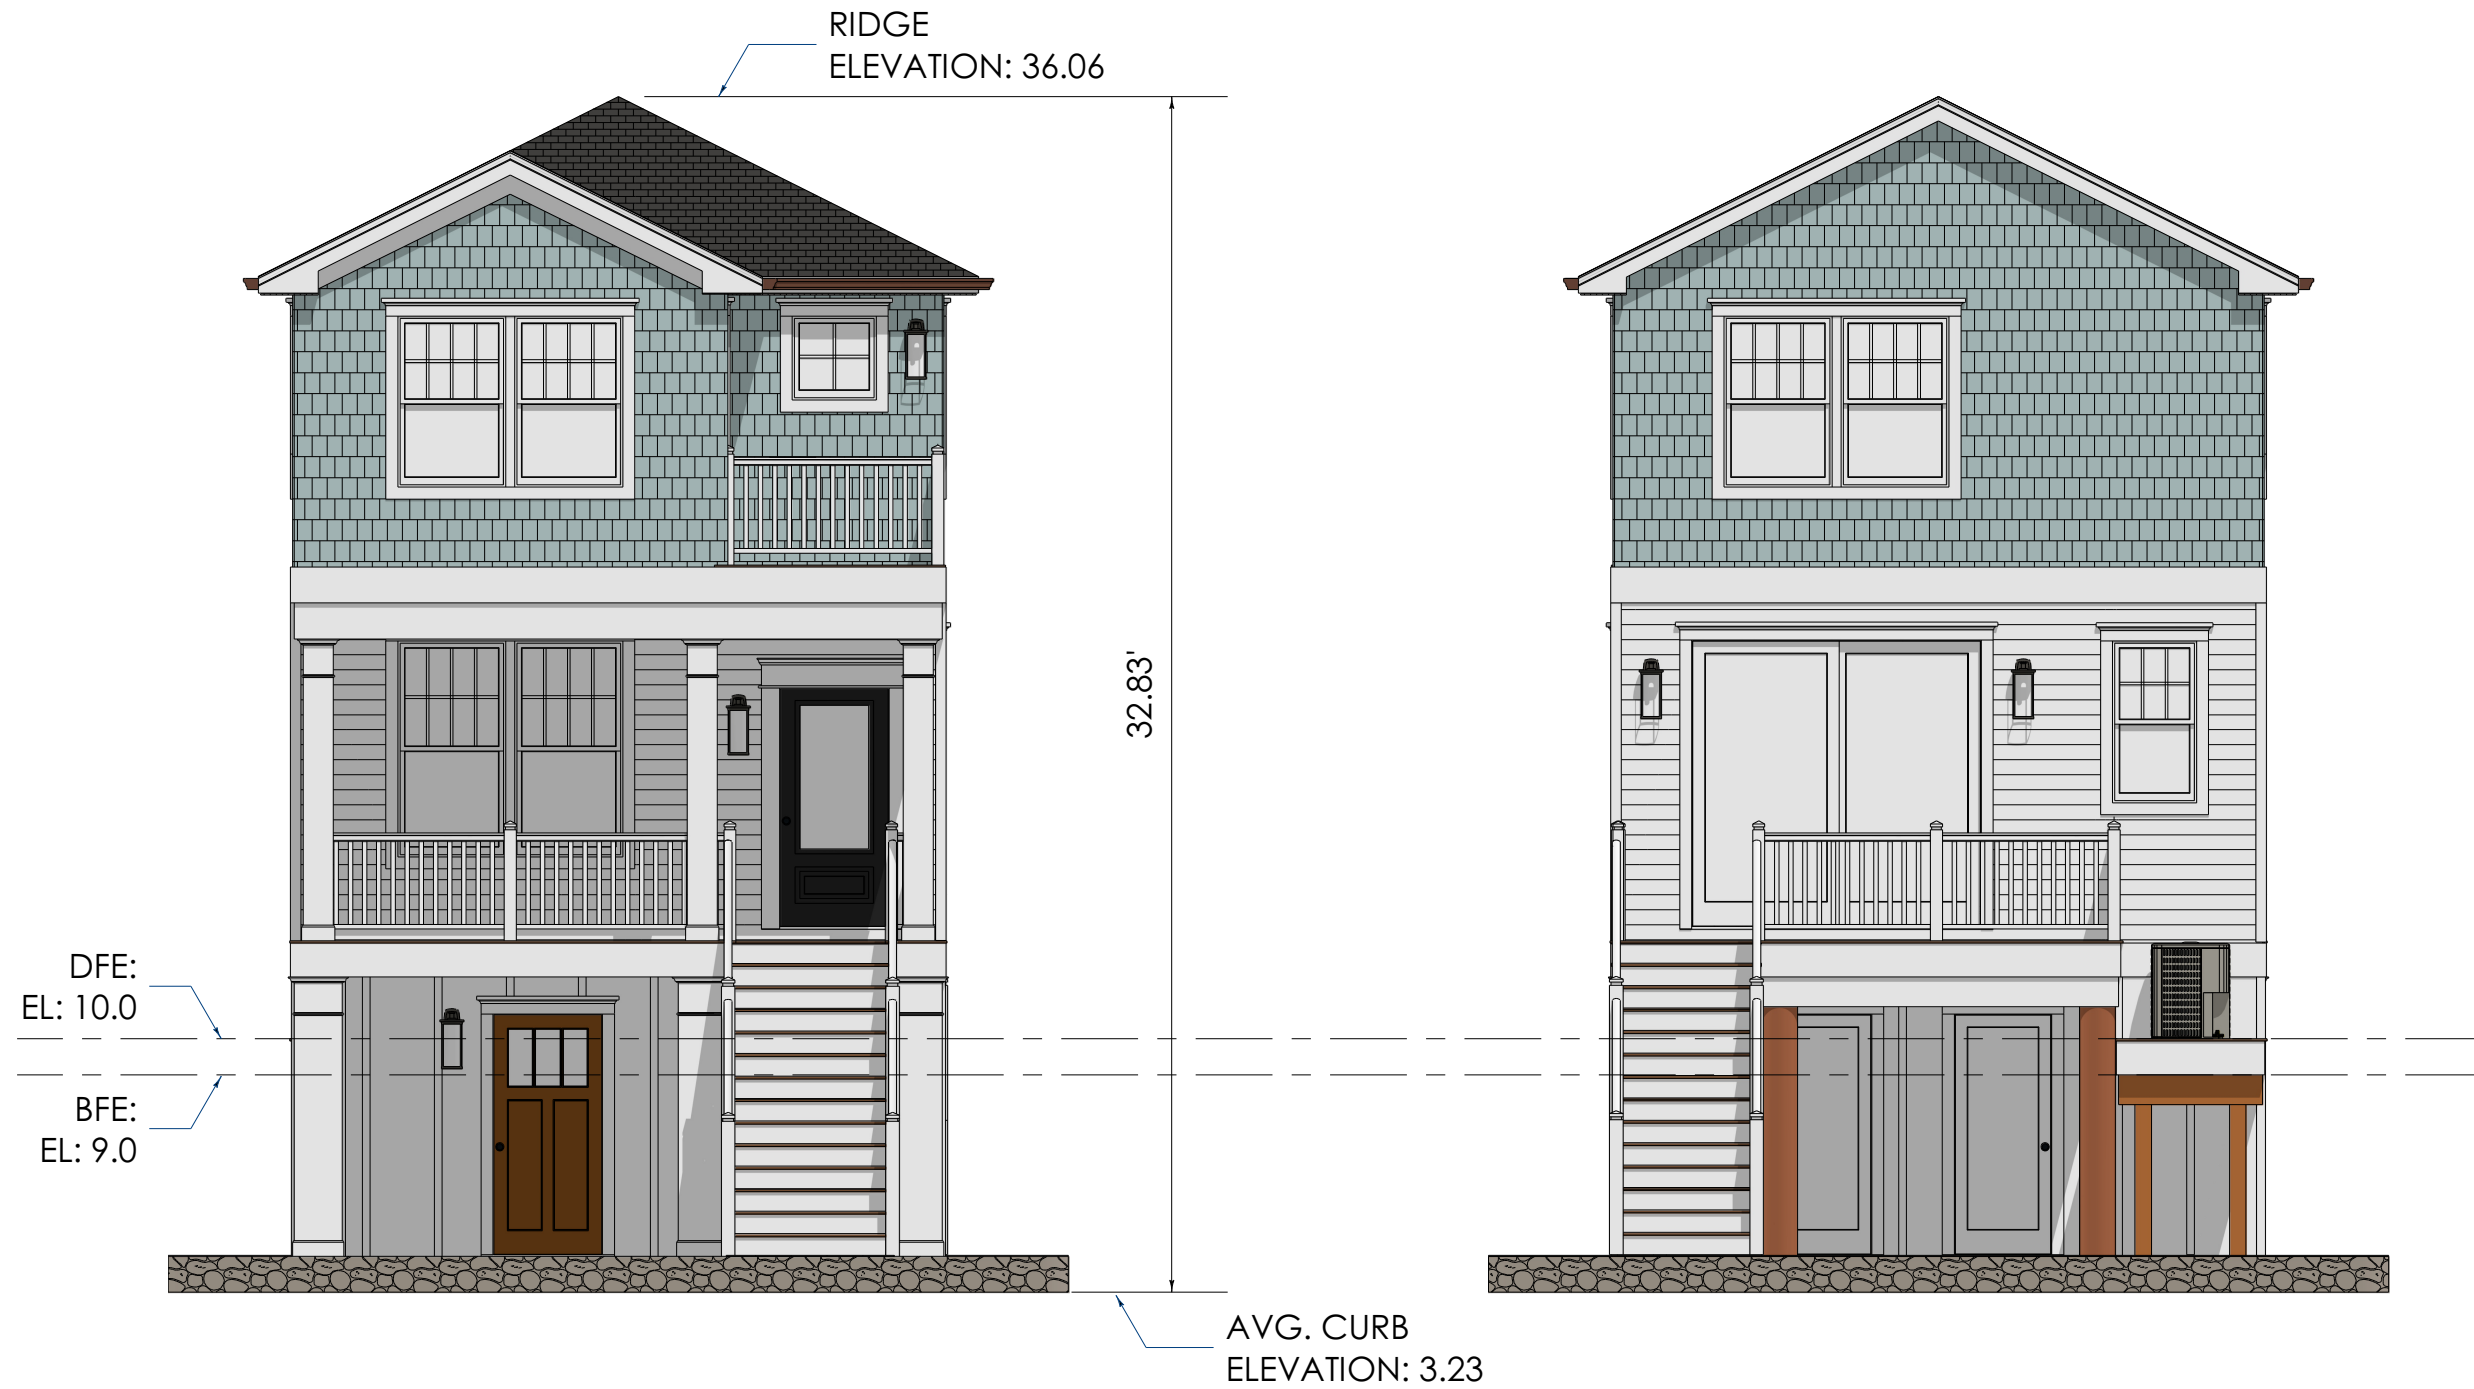 RIDGE
ELEVATION: 36.06
32.83'
DFE:
EL: 10.0
BFE:
EL: 9.0
AVG. CURB
ELEVATION: 3.23